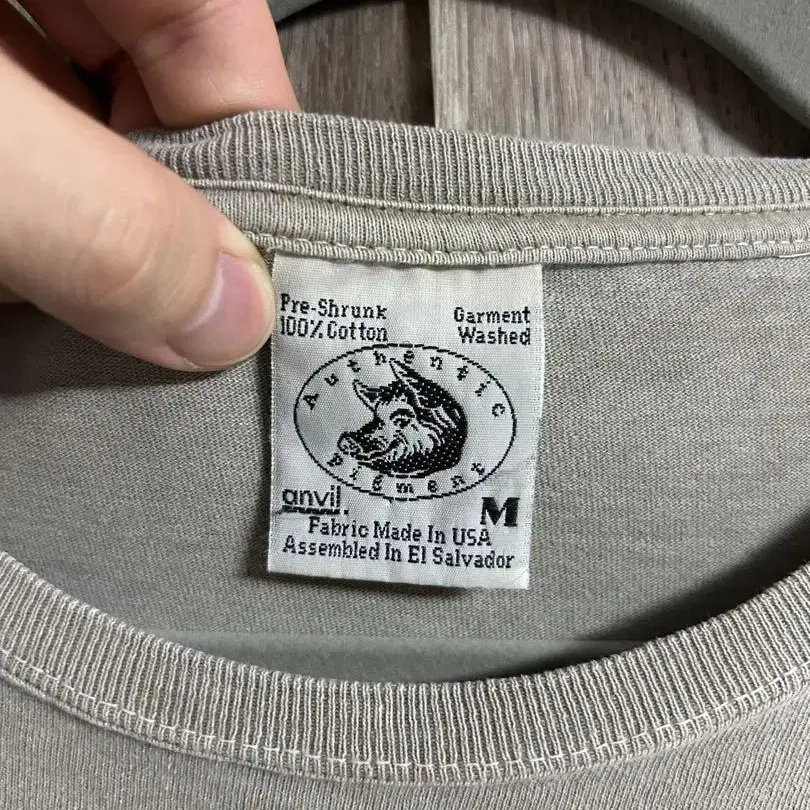 Pre-Shrunk
100% Cotton
Garment
Washed
Authentic
Pigment
anvil.
M
Fabric Made In USA
Assembled In El Salvador